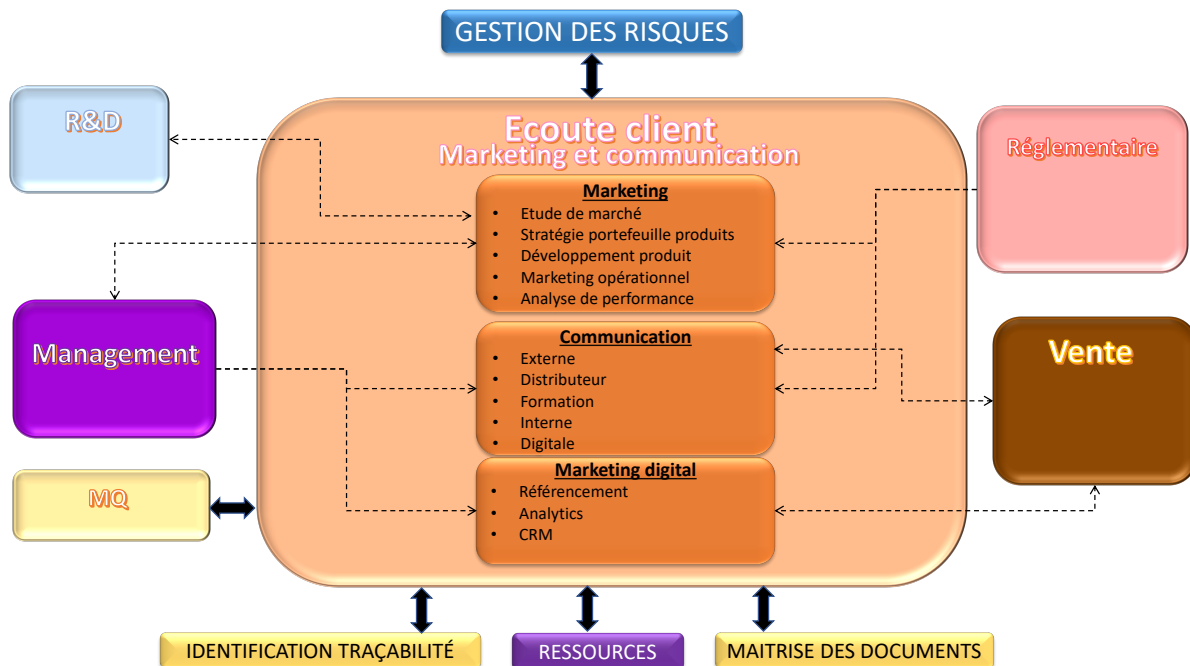 GESTION DES RISQUES
R&D
Ecoute client
Marketing et communication
Réglementaire
Marketing
• Etude de marché
• Stratégie portefeuille produits
• Développement produit
• Marketing opérationnel
• Analyse de performance
Management
Communication
• Externe
• Distributeur
• Formation
• Interne
• Digitale
Vente
Marketing digital
• Référencement
• Analytics
• CRM
MQ
IDENTIFICATION TRAÇABILITÉ
RESSOURCES
MAITRISE DES DOCUMENTS